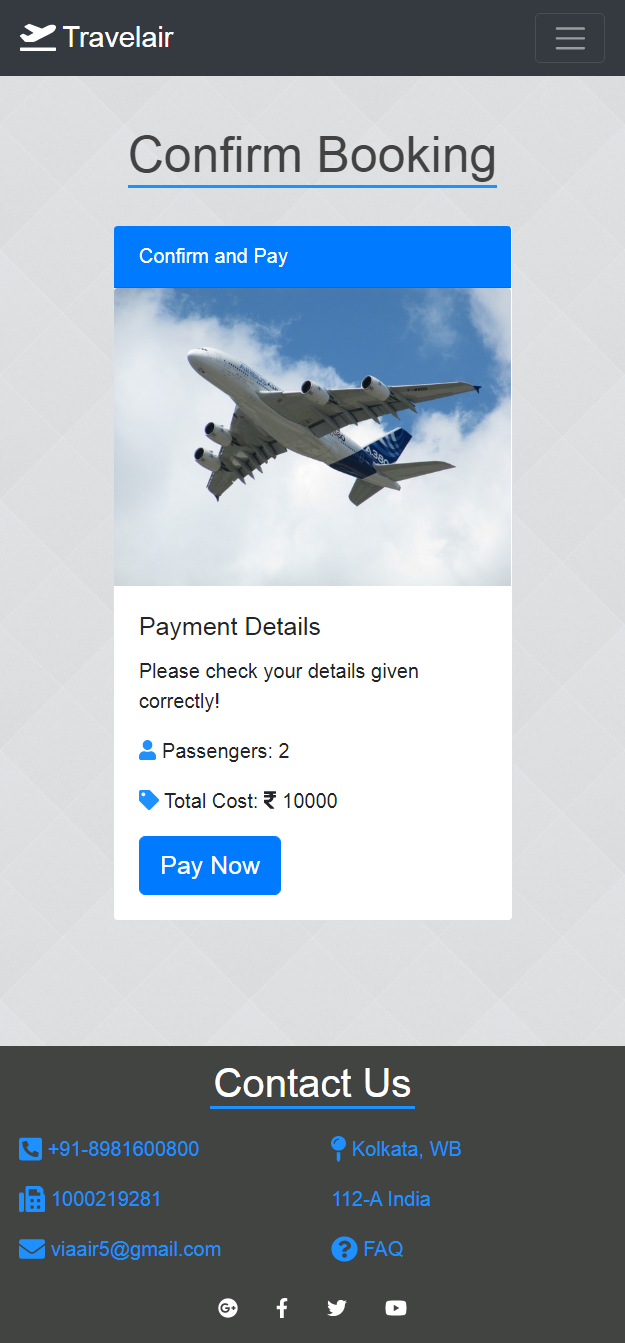 Travelair
Confirm Booking
Confirm and Pay
A380
Payment Details
Please check your details given
correctly!
Passengers: 2
Total Cost: ₹ 10000
Pay Now
Contact Us
+91-8981600800
Kolkata, WB
1000219281
112-A India
viaair5@gmail.com
FAQ